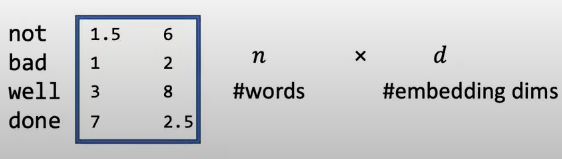 not 1.5 6
bad 1 2 n × d
well 3 8 #words #embedding dims
done 7 2.5